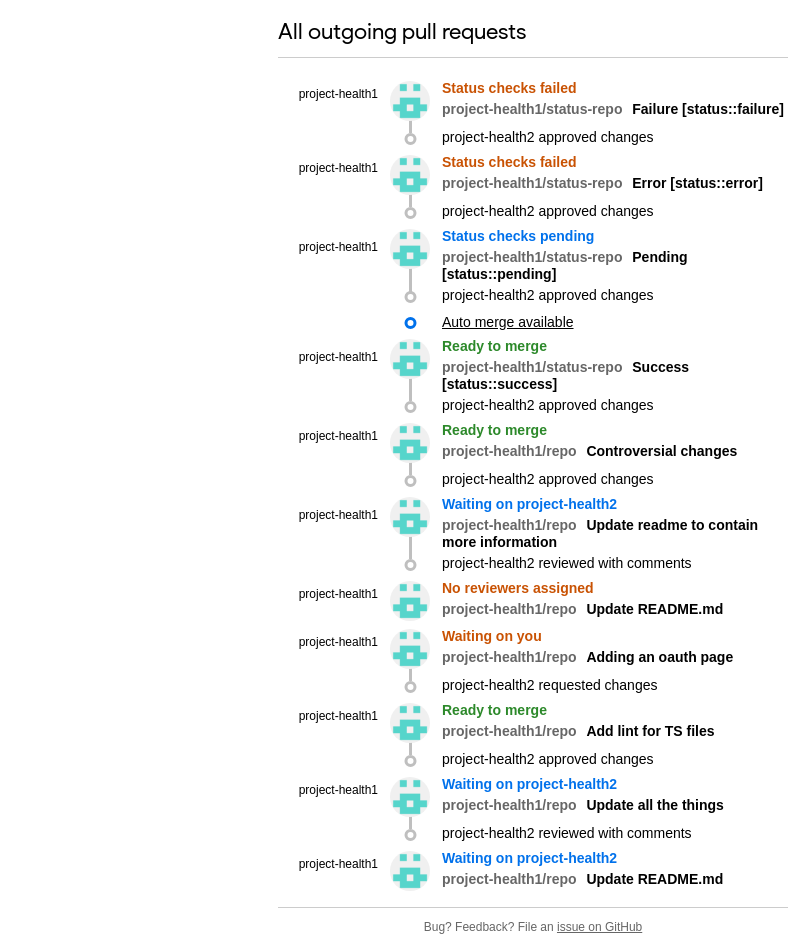 All outgoing pull requests
project-health1
Status checks failed
project-health1/status-repo Failure [status::failure]
project-health2 approved changes
project-health1
Status checks failed
project-health1/status-repo Error [status::error]
project-health2 approved changes
project-health1
Status checks pending
project-health1/status-repo Pending
[status::pending]
project-health2 approved changes
Auto merge available
project-health1
Ready to merge
project-health1/status-repo Success
[status::success]
project-health2 approved changes
project-health1
Ready to merge
project-health1/repo Controversial changes
project-health2 approved changes
project-health1
Waiting on project-health2
project-health1/repo Update readme to contain
more information
project-health2 reviewed with comments
project-health1
No reviewers assigned
project-health1/repo Update README.md
project-health1
Waiting on you
project-health1/repo Adding an oauth page
project-health2 requested changes
project-health1
Ready to merge
project-health1/repo Add lint for TS files
project-health2 approved changes
project-health1
Waiting on project-health2
project-health1/repo Update all the things
project-health2 reviewed with comments
project-health1
Waiting on project-health2
project-health1/repo Update README.md
Bug? Feedback? File an issue on GitHub